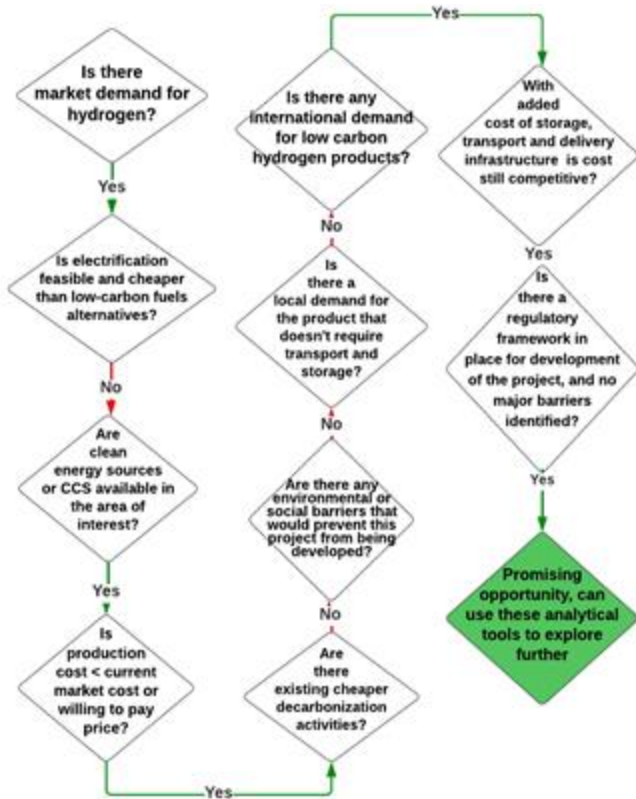 Is there
market demand for
hydrogen?
Yes
Is electrification
feasible and cheaper
than low-carbon fuels
alternatives?
No
Are
clean
energy sources
or CCS available in
the area of
interest?
Yes
Is
production
cost < current
market cost or
willing to pay
price?
Yes
Are
there
existing cheaper
decarbonization
activities?
No
Are there any
environmental or
social barriers that
would prevent this
project from being
developed?
No
Is
there a
local demand for
the product that
doesn't require
transport and
storage?
No
Is there any
international demand
for low carbon
hydrogen products?
Yes
With
added
cost of storage,
transport and delivery
infrastructure is cost
still competitive?
Yes
Is
there a
regulatory
framework in
place for development
of the project, and no
major barriers
identified?
Yes
Promising
opportunity, can
use these analytical
tools to explore
further